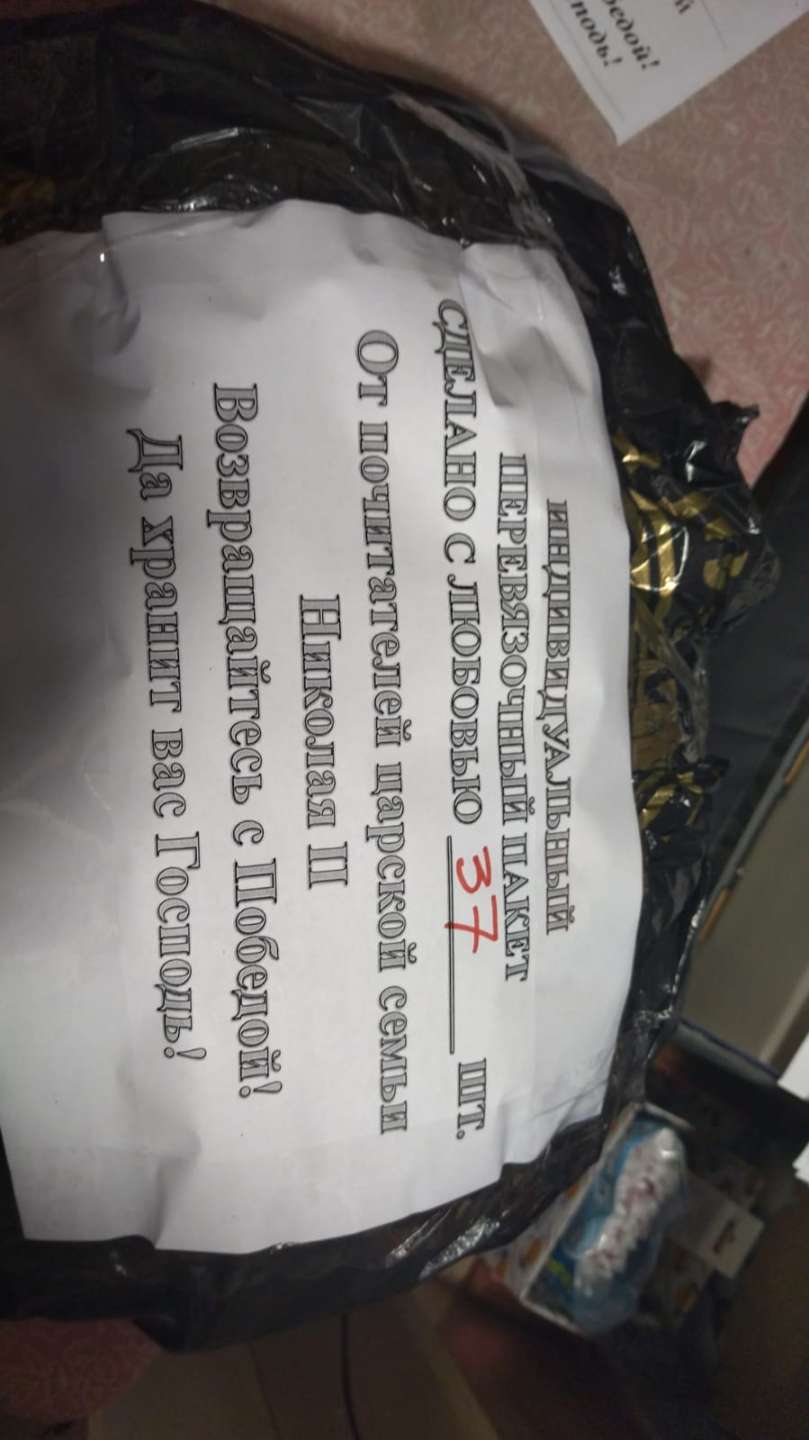 ИНДИВИДУАЛЬНЫЙ
ПЕРЕВЯЗОЧНЫЙ ПАКЕТ
СДЕЛАНО С ЛЮБОВЬЮ 37 ШТ.
От почитателей царской семьи
Николая II
Возвращайтесь с Победой!
Да хранит вас Господь!